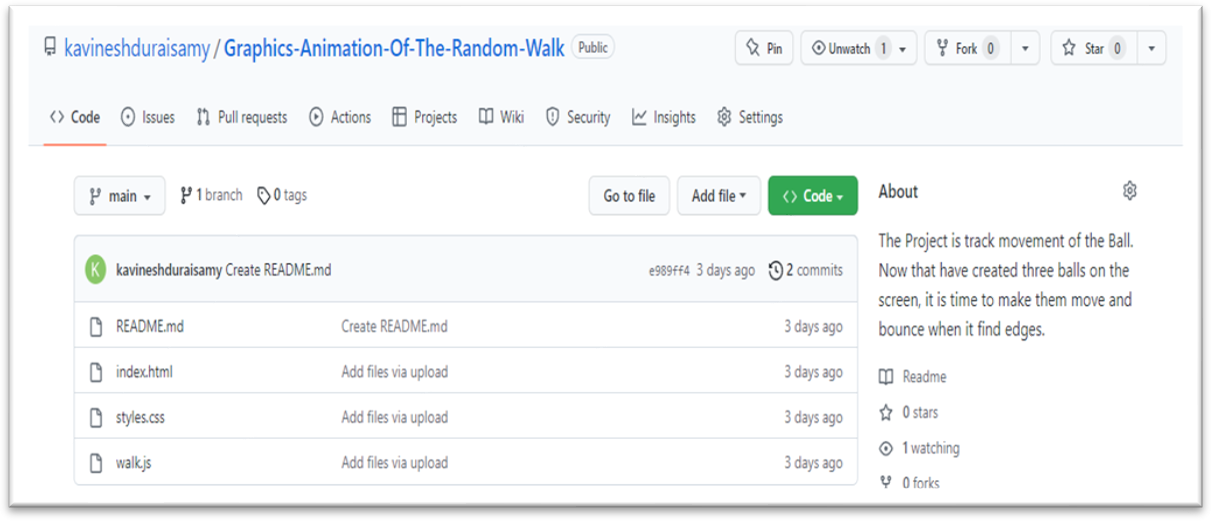 kavineshduraisamy / Graphics-Animation-Of-The-Random-Walk Public
Pin Unwatch 1 Fork 0 Star 0
Code Issues Pull requests Actions Projects Wiki Security Insights Settings
main 1 branch 0 tags Go to file Add file Code
K kavineshduraisamy Create README.md e989ff4 3 days ago 2 commits
README.md Create README.md 3 days ago
index.html Add files via upload 3 days ago
styles.css Add files via upload 3 days ago
walk.js Add files via upload 3 days ago
About
The Project is track movement of the Ball.
Now that have created three balls on the
screen, it is time to make them move and
bounce when it find edges.
Readme
0 stars
1 watching
0 forks